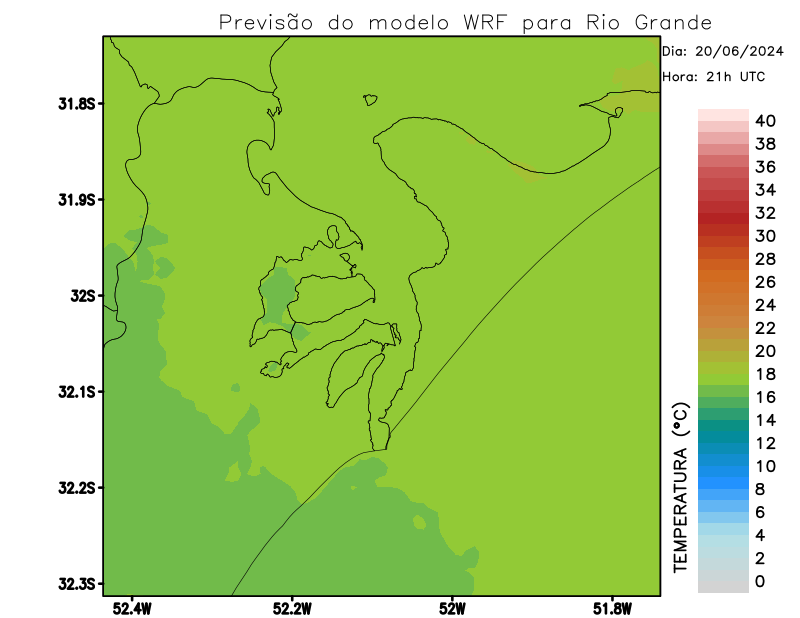 Previsão do modelo WRF para Rio Grande
Dia: 20/06/2024
Hora: 21h UTC
31.8S
31.9S
32S
32.1S
32.2S
32.3S
52.4W
52.2W
52W
51.8W
TEMPERATURA (ºC)
40
38
36
34
32
30
28
26
24
22
20
18
16
14
12
10
8
6
4
2
0